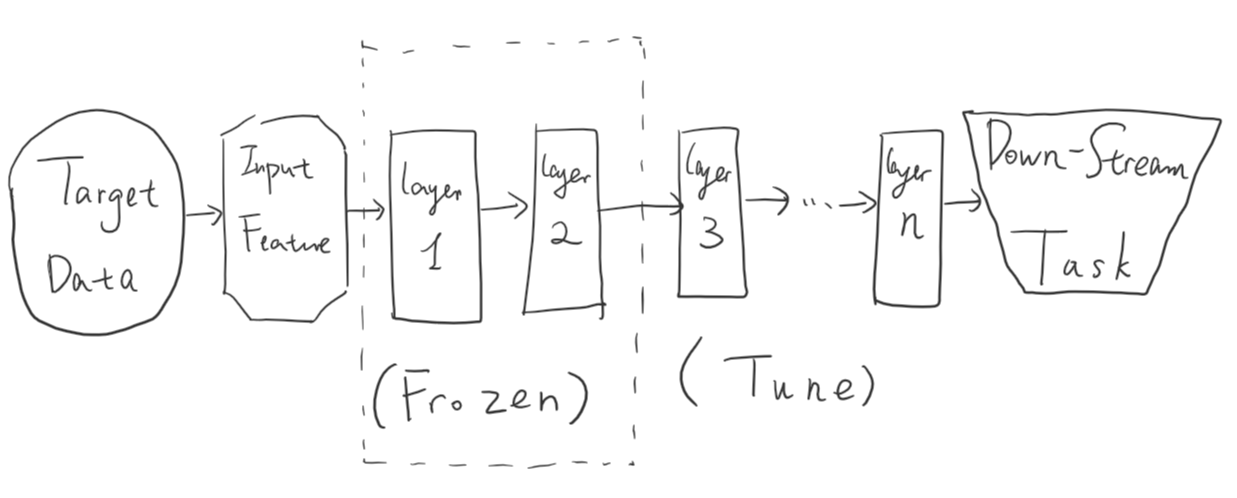 Target
Data
Input
Feature
layer
1
layer
2
layer
3
...
layer
n
Down-Stream
Task
(Frozen)
(Tune)